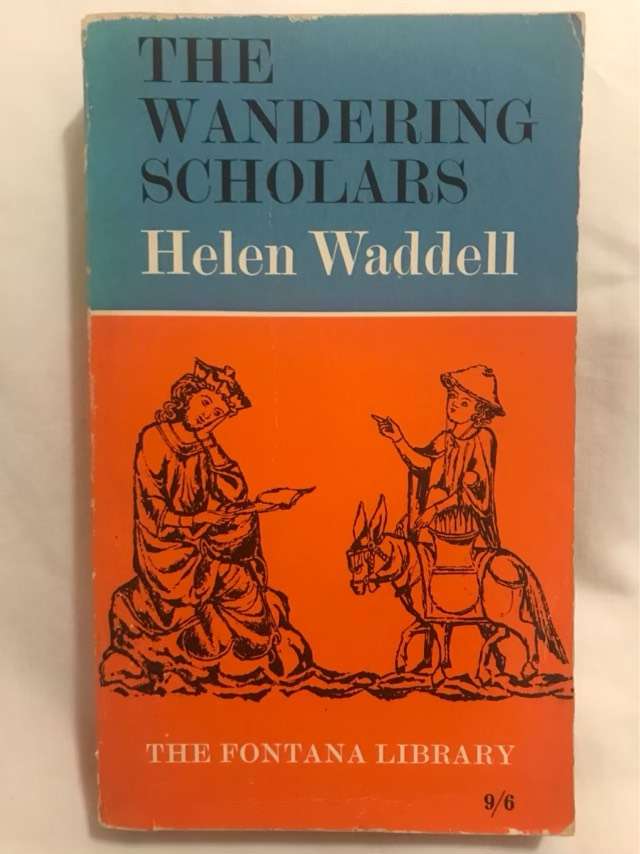 THE
WANDERING
SCHOLARS
Helen Waddell
THE FONTANA LIBRARY
9/6